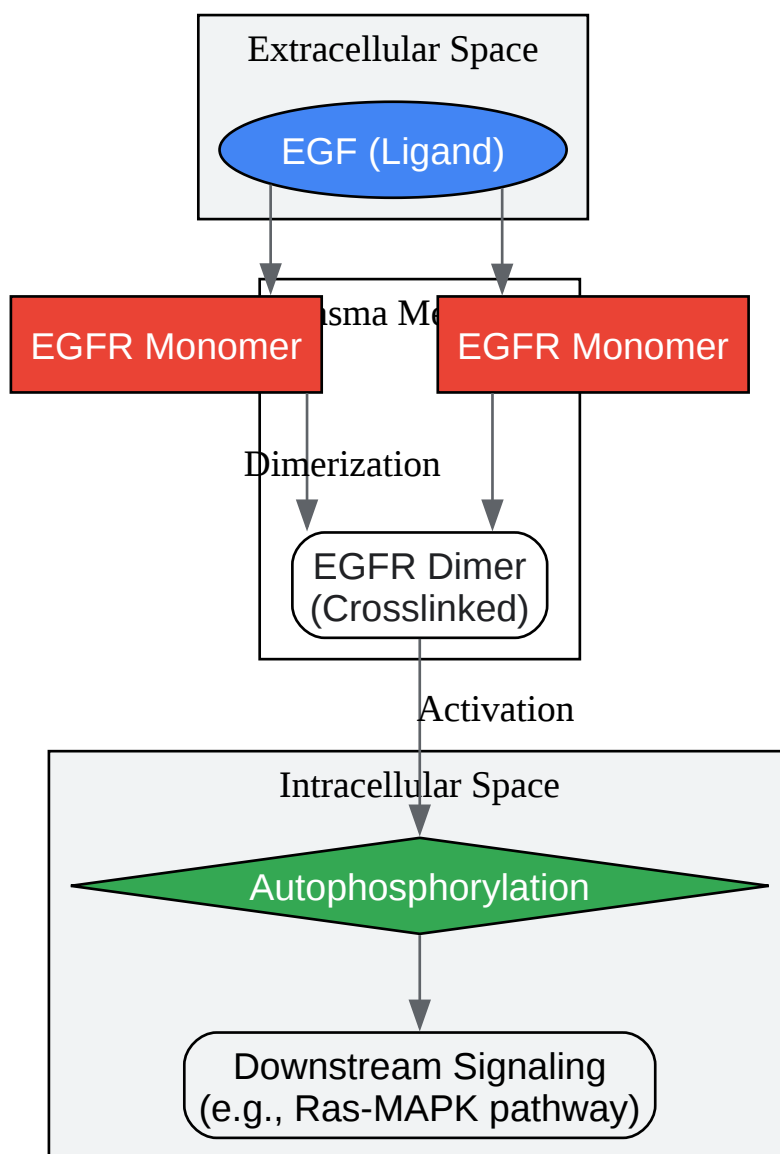 Extracellular Space
EGF (Ligand)
EGFR Monomer
EGFR Monomer
Dimerization
EGFR Dimer
(Crosslinked)
Activation
Intracellular Space
Autophosphorylation
Downstream Signaling
(e.g., Ras-MAPK pathway)